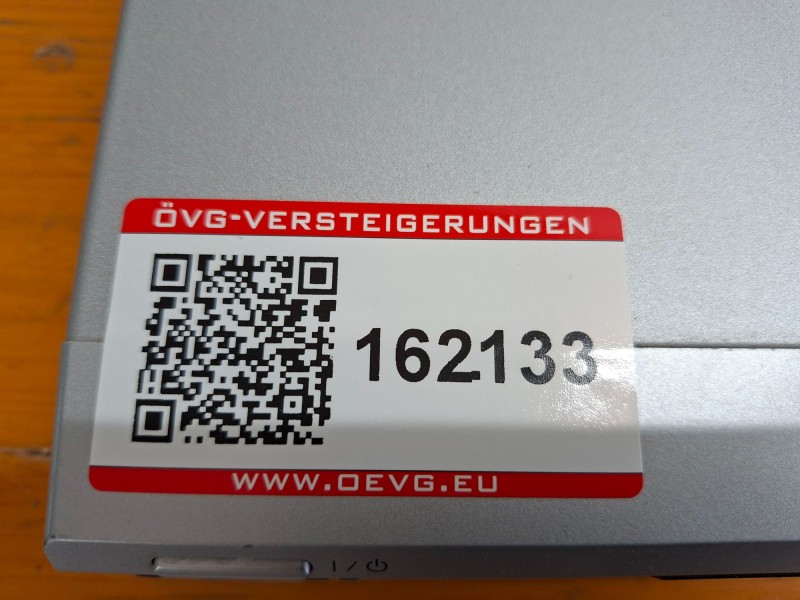 ÖVG-VERSTEIGERUNGEN
162133
WWW.OEVG.EU
I/⏻